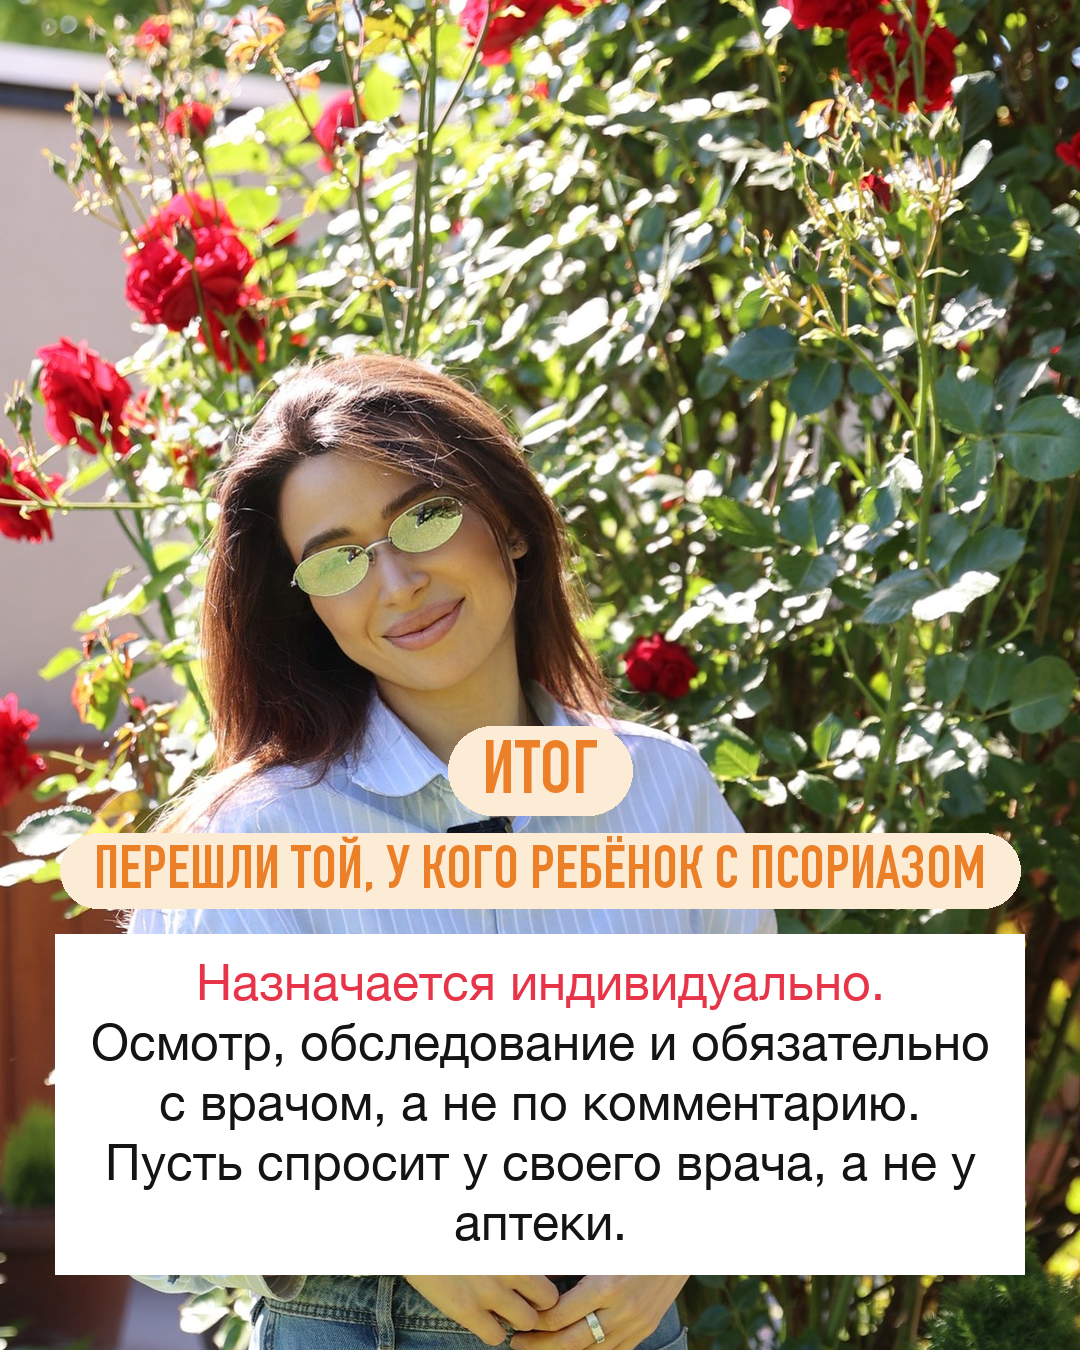 ИТОГ
ПЕРЕШЛИ ТОЙ, У КОГО РЕБЁНОК С ПСОРИАЗОМ
Назначается индивидуально.
Осмотр, обследование и обязательно
с врачом, а не по комментарию.
Пусть спросит у своего врача, а не у
аптеки.